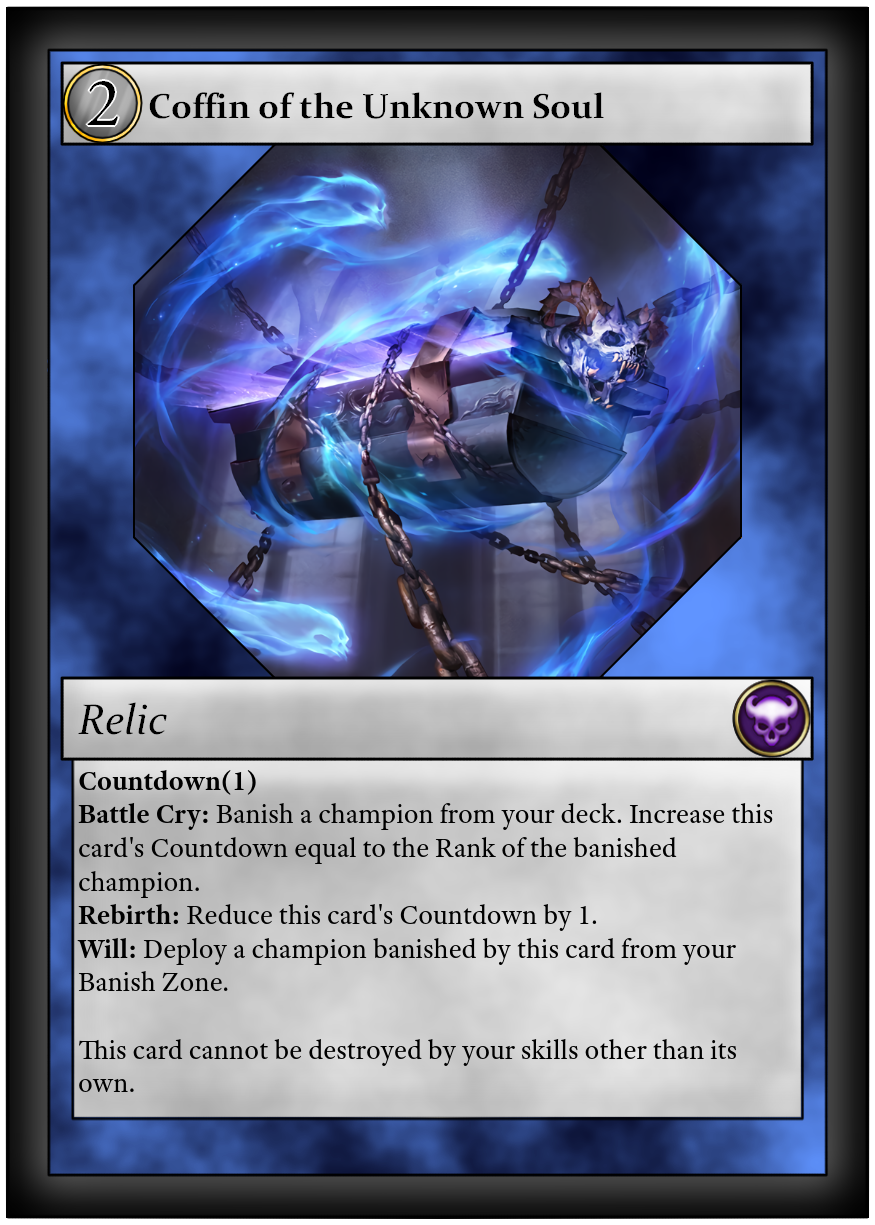 2
Coffin of the Unknown Soul
Relic
Countdown(1)
Battle Cry: Banish a champion from your deck. Increase this
card's Countdown equal to the Rank of the banished
champion.
Rebirth: Reduce this card's Countdown by 1.
Will: Deploy a champion banished by this card from your
Banish Zone.
This card cannot be destroyed by your skills other than its
own.